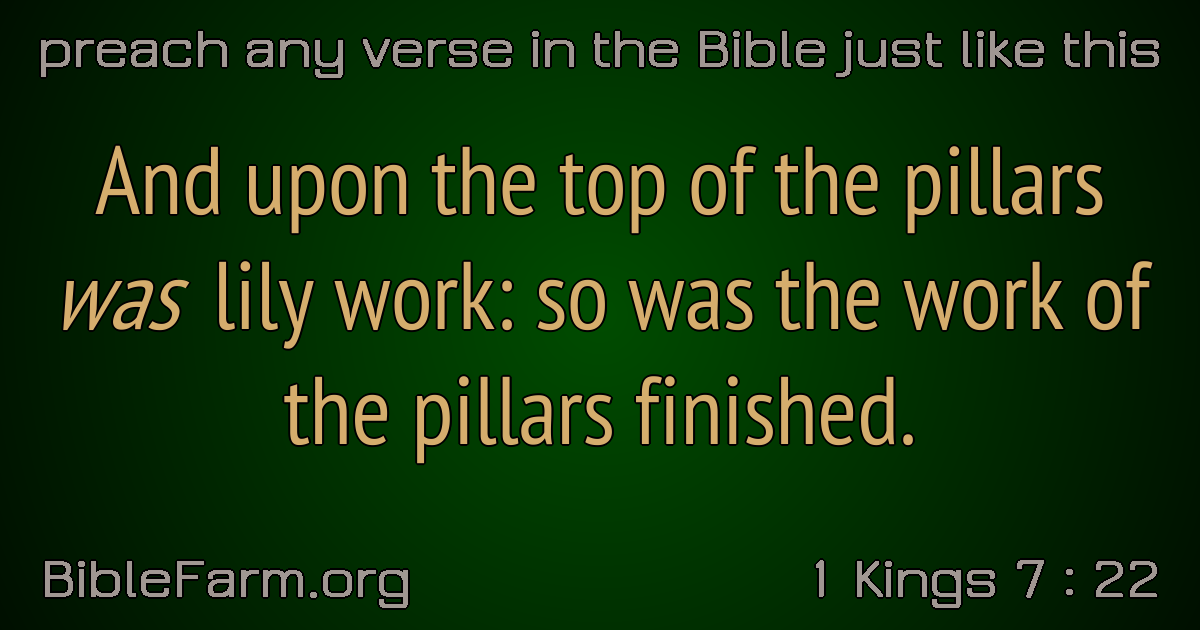 preach any verse in the Bible just like this
And upon the top of the pillars
was lily work: so was the work of
the pillars finished.
BibleFarm.org
1 Kings 7 : 22